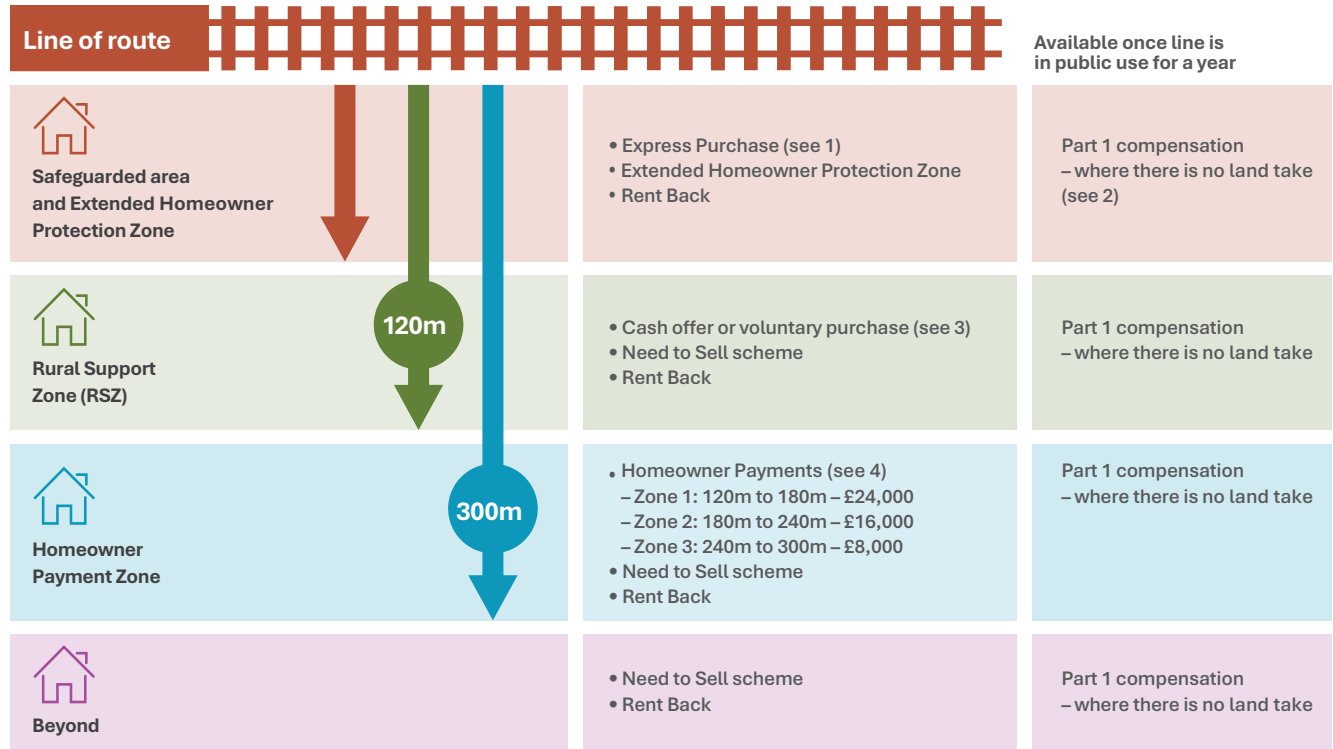 Line of route
Available once line is
in public use for a year
Safeguarded area
and Extended Homeowner
Protection Zone
• Express Purchase (see 1)
• Extended Homeowner Protection Zone
• Rent Back
Part 1 compensation
– where there is no land take
(see 2)
120m
Rural Support
Zone (RSZ)
• Cash offer or voluntary purchase (see 3)
• Need to Sell scheme
• Rent Back
Part 1 compensation
– where there is no land take
300m
Homeowner
Payment Zone
• Homeowner Payments (see 4)
– Zone 1: 120m to 180m – £24,000
– Zone 2: 180m to 240m – £16,000
– Zone 3: 240m to 300m – £8,000
• Need to Sell scheme
• Rent Back
Part 1 compensation
– where there is no land take
Beyond
• Need to Sell scheme
• Rent Back
Part 1 compensation
– where there is no land take